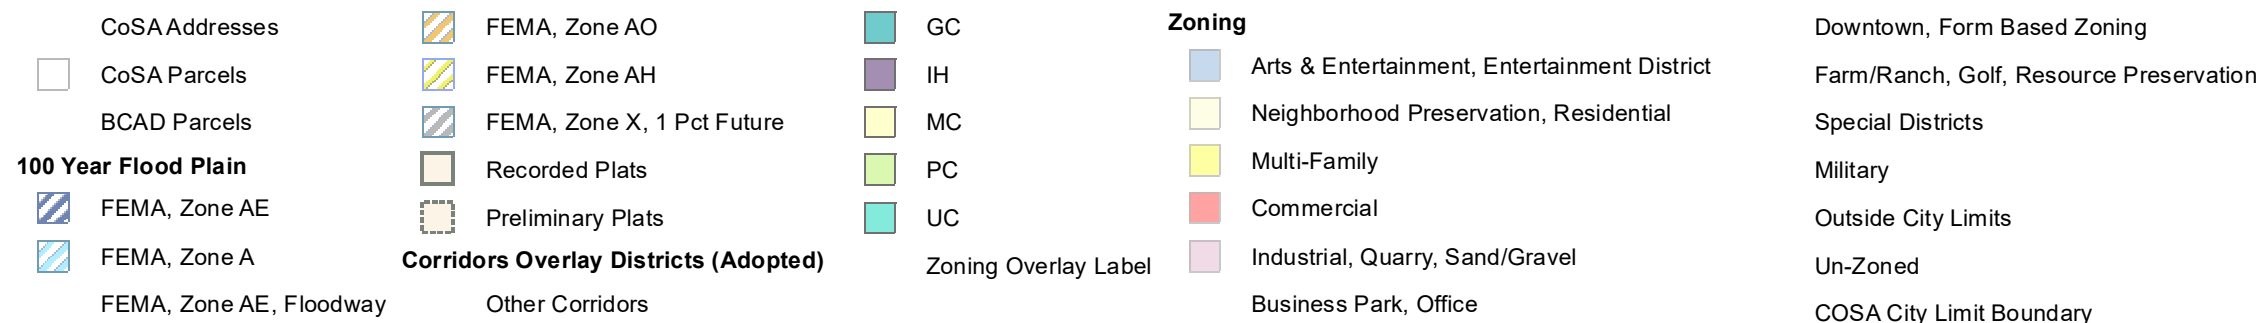 CoSA Addresses
CoSA Parcels
BCAD Parcels
100 Year Flood Plain
FEMA, Zone AE
FEMA, Zone A
FEMA, Zone AE, Floodway
FEMA, Zone AO
FEMA, Zone AH
FEMA, Zone X, 1 Pct Future
Recorded Plats
Preliminary Plats
Corridors Overlay Districts (Adopted)
Other Corridors
GC
IH
MC
PC
UC
Zoning Overlay Label
Zoning
Arts & Entertainment, Entertainment District
Neighborhood Preservation, Residential
Multi-Family
Commercial
Industrial, Quarry, Sand/Gravel
Business Park, Office
Downtown, Form Based Zoning
Farm/Ranch, Golf, Resource Preservation
Special Districts
Military
Outside City Limits
Un-Zoned
COSA City Limit Boundary